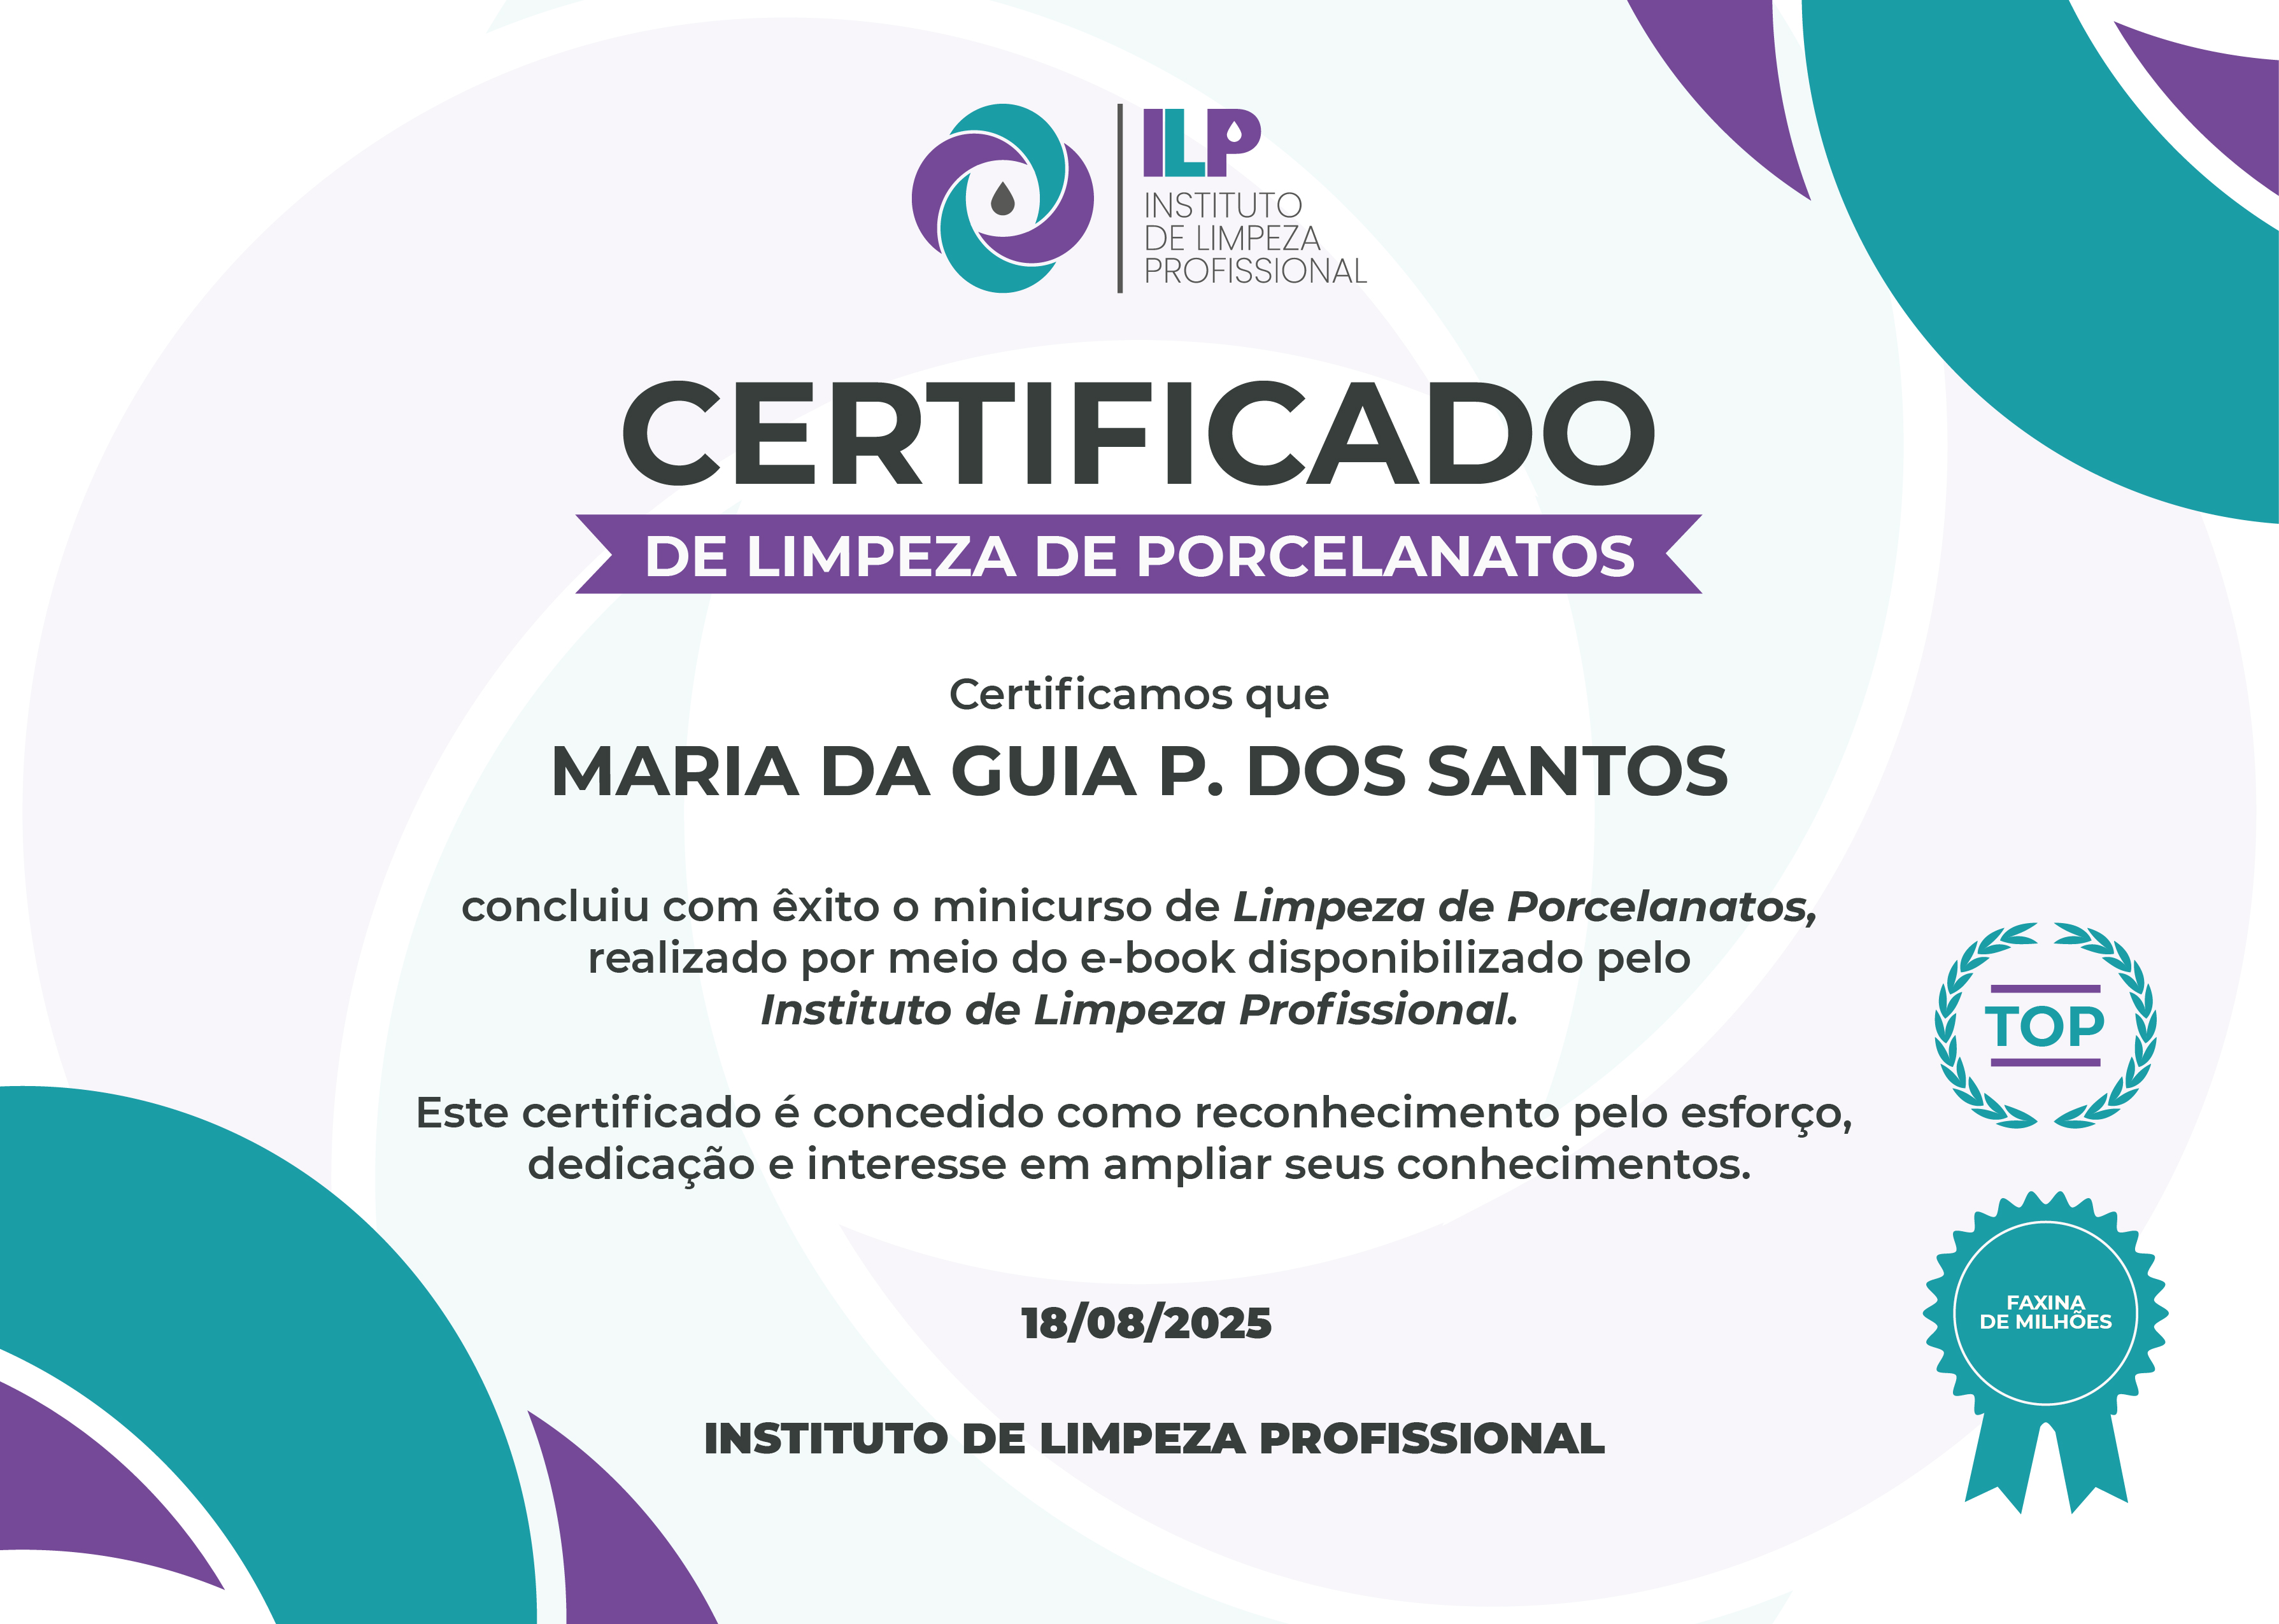 ILP
INSTITUTO
DE LIMPEZA
PROFISSIONAL
CERTIFICADO
DE LIMPEZA DE PORCELANATOS
Certificamos que
MARIA DA GUIA P. DOS SANTOS
concluiu com êxito o minicurso de Limpeza de Porcelanatos,
realizado por meio do e-book disponibilizado pelo
Instituto de Limpeza Profissional.
Este certificado é concedido como reconhecimento pelo esforço,
dedicação e interesse em ampliar seus conhecimentos.
TOP
FAXINA
DE MILHÕES
18/08/2025
INSTITUTO DE LIMPEZA PROFISSIONAL